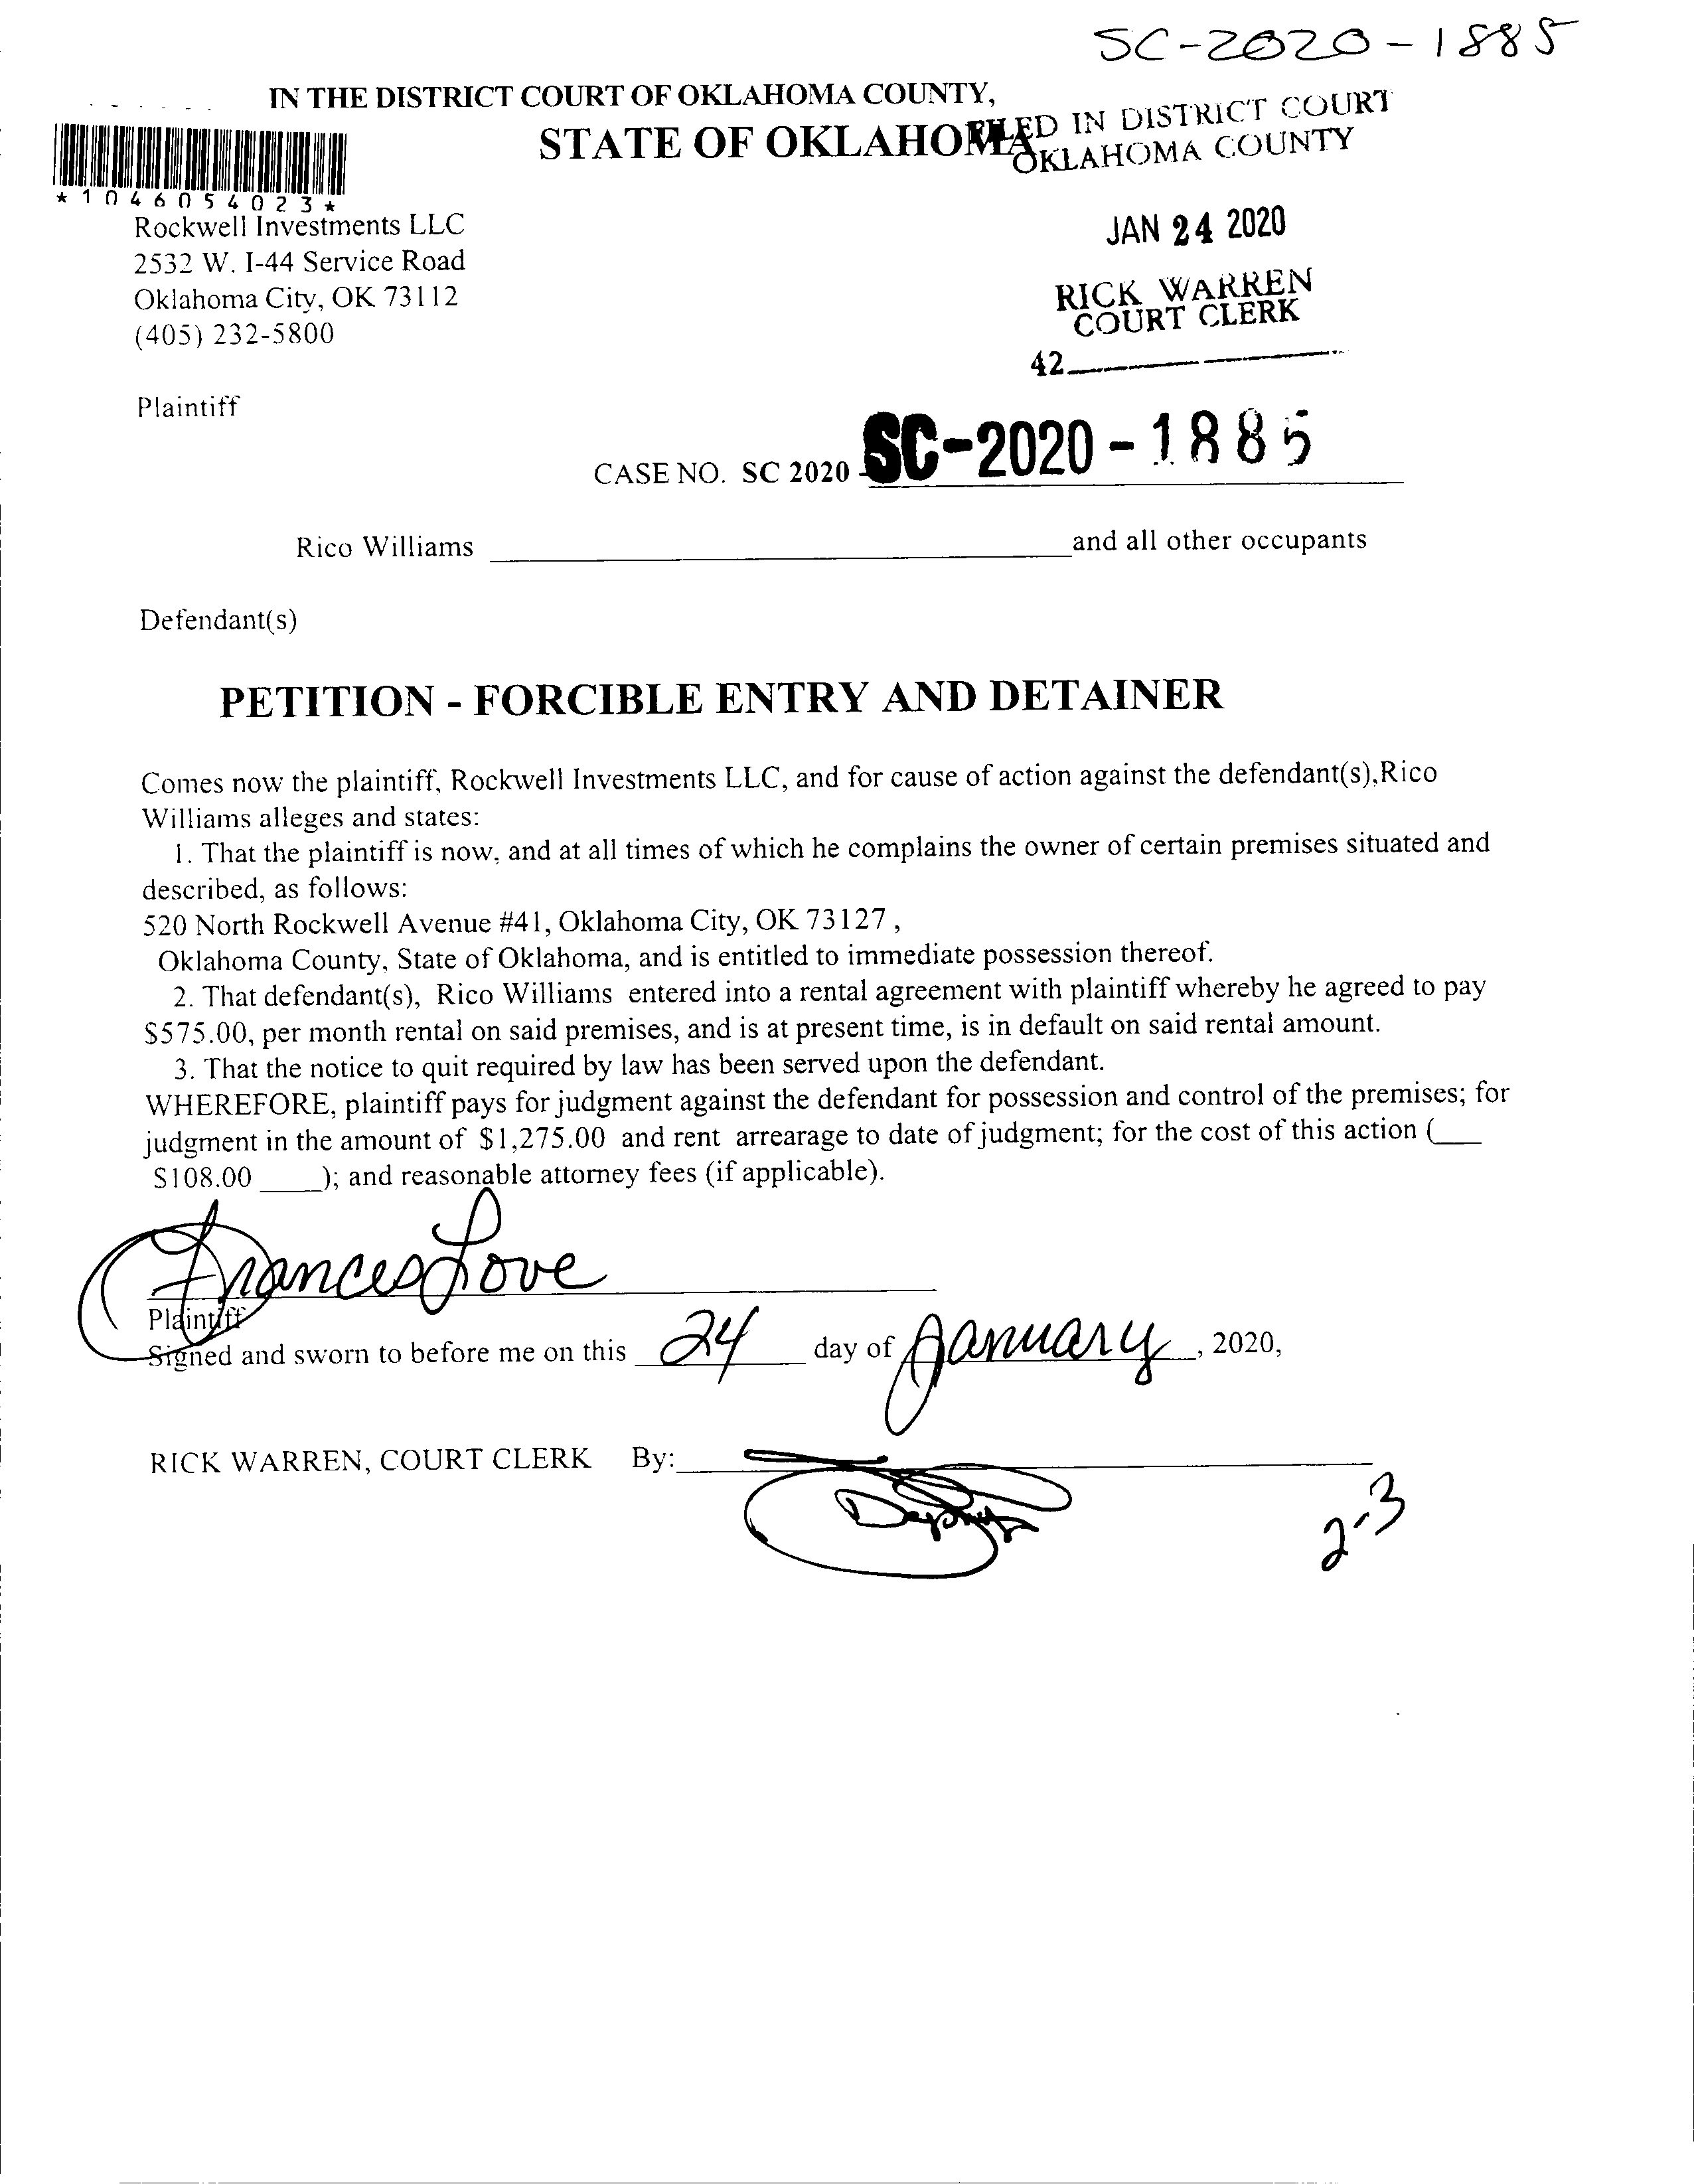 SC-2020-1885
IN THE DISTRICT COURT OF OKLAHOMA COUNTY,
STATE OF OKLAHOMA
FILED IN DISTRICT COURT
OKLAHOMA COUNTY
*1046054023*
Rockwell Investments LLC
2532 W. I-44 Service Road
Oklahoma City, OK 73112
(405) 232-5800
JAN 24 2020
RICK WARREN
COURT CLERK
42
Plaintiff
CASE NO. SC 2020 - SC-2020-1885
Rico Williams and all other occupants
Defendant(s)
PETITION - FORCIBLE ENTRY AND DETAINER
Comes now the plaintiff, Rockwell Investments LLC, and for cause of action against the defendant(s),Rico
Williams alleges and states:
1. That the plaintiff is now, and at all times of which he complains the owner of certain premises situated and
described, as follows:
520 North Rockwell Avenue #41, Oklahoma City, OK 73127 ,
Oklahoma County, State of Oklahoma, and is entitled to immediate possession thereof.
2. That defendant(s), Rico Williams entered into a rental agreement with plaintiff whereby he agreed to pay
$575.00, per month rental on said premises, and is at present time, is in default on said rental amount.
3. That the notice to quit required by law has been served upon the defendant.
WHEREFORE, plaintiff pays for judgment against the defendant for possession and control of the premises; for
judgment in the amount of $1,275.00 and rent arrearage to date of judgment; for the cost of this action (___
$108.00 ____); and reasonable attorney fees (if applicable).
Frances Love
Plaintiff
Signed and sworn to before me on this 24 day of January, 2020,
RICK WARREN, COURT CLERK By:
Deputy
2-3